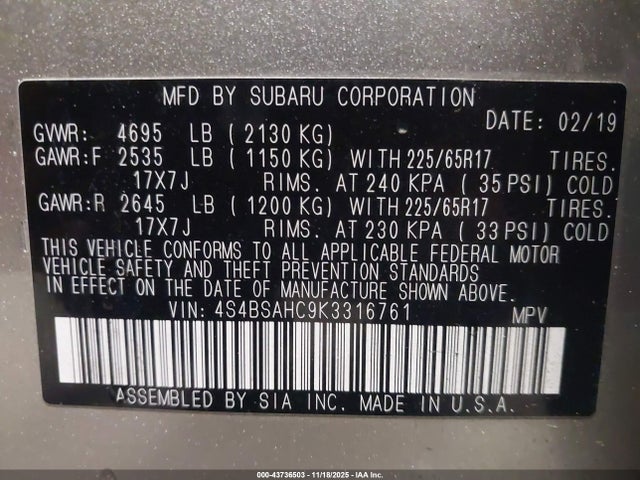 MFD BY SUBARU CORPORATION
DATE: 02/19
GVWR: 4695 LB ( 2130 KG)
GAWR:F 2535 LB ( 1150 KG) WITH 225/65R17 TIRES.
17X7J RIMS. AT 240 KPA ( 35 PSI) COLD
GAWR:R 2645 LB ( 1200 KG) WITH 225/65R17 TIRES.
17X7J RIMS. AT 230 KPA ( 33 PSI) COLD
THIS VEHICLE CONFORMS TO ALL APPLICABLE FEDERAL MOTOR
VEHICLE SAFETY AND THEFT PREVENTION STANDARDS
IN EFFECT ON THE DATE OF MANUFACTURE SHOWN ABOVE.
VIN: 4S4BSAHC9K3316761 MPV
ASSEMBLED BY SIA INC. MADE IN U.S.A.
000-43736503 - 11/18/2025 - IAA Inc.